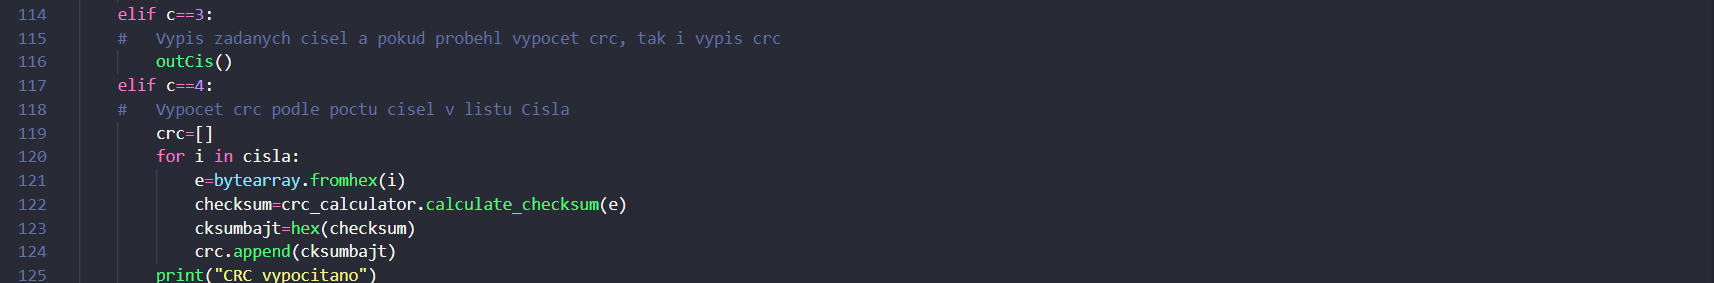 114 elif c==3:
115 #   Vypis zadanych cisel a pokud probehl vypocet crc, tak i vypis crc
116 outCis()
117 elif c==4:
118 #   Vypocet crc podle poctu cisel v listu Cisla
119 crc=[]
120 for i in cisla:
121 e=bytearray.fromhex(i)
122 checksum=crc_calculator.calculate_checksum(e)
123 cksumbajt=hex(checksum)
124 crc.append(cksumbajt)
125 print("CRC vypocitano")